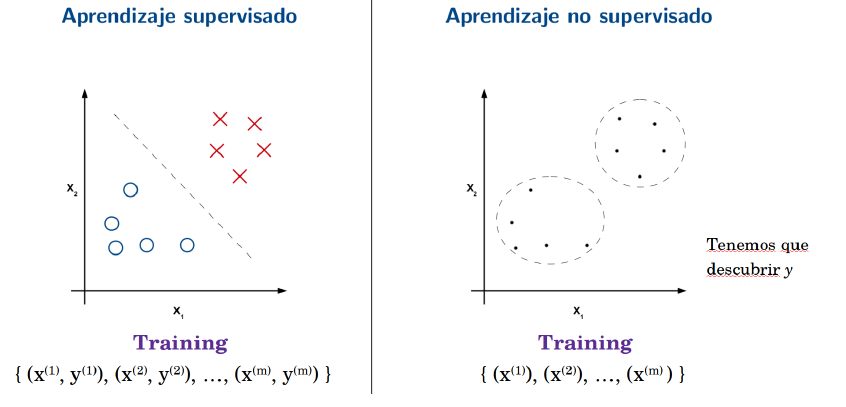 Aprendizaje supervisado
x₂
x₁
Training
{ (x⁽¹⁾, y⁽¹⁾), (x⁽²⁾, y⁽²⁾), …, (x⁽ᵐ⁾, y⁽ᵐ⁾) }
Aprendizaje no supervisado
x₂
x₁
Tenemos que
descubrir y
Training
{ (x⁽¹⁾), (x⁽²⁾), …, (x⁽ᵐ⁾) }